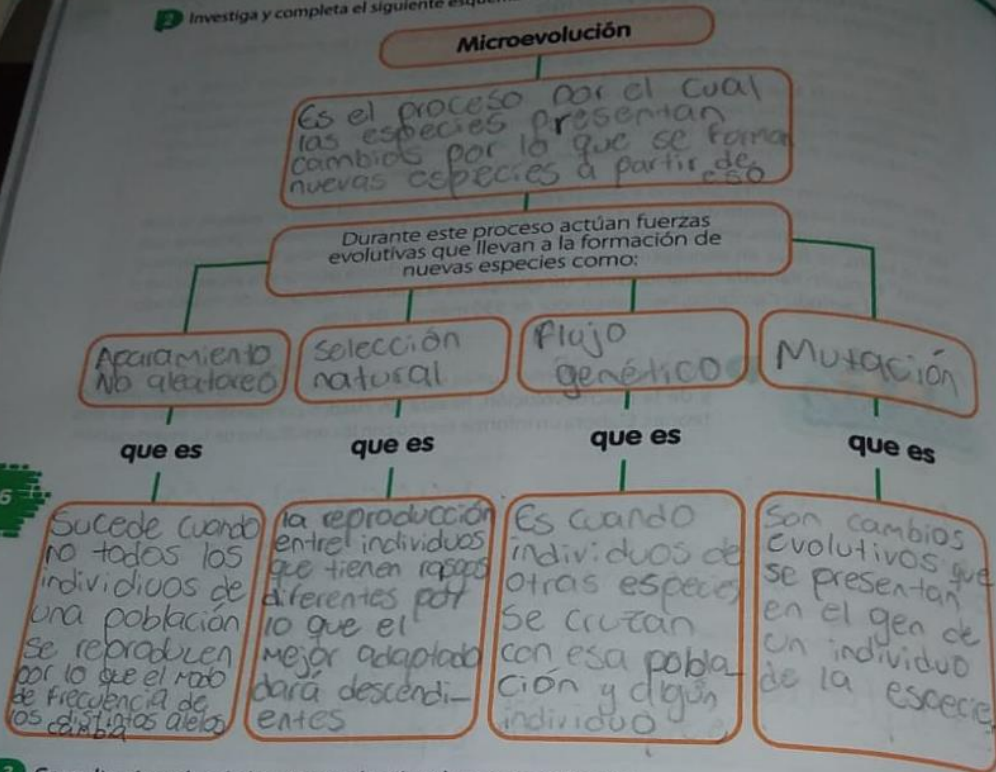 2 Investiga y completa el siguiente
Microevolución
Es el proceso por el cual
las especies presentan
cambios por lo que se forman
nuevas especies a partir de
eso
Durante este proceso actúan fuerzas
evolutivas que llevan a la formación de
nuevas especies como:
Aparamiento
No aleatoreo
selección
natural
Flujo
genético
Mutación
que es
que es
que es
que es
6
Sucede cuando
no todos los
individiuos de
una población
se reproducen
por lo que el modo
de frecuencia de
los distintos alelos
cambia
la reproducción
entre individuos
que tienen rasgos
diferentes por
lo que el
mejor adaptado
dará descendi-
entes
Es cuando
individuos de
otras especies
se cruzan
con esa pobla
ción y algún
individuo
Son cambios
evolutivos que
se presentan
en el gen de
un individuo
de la especie